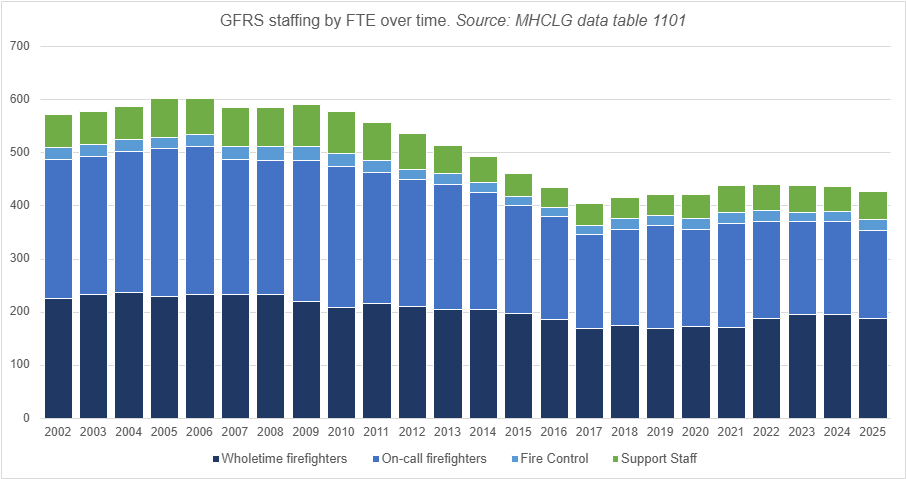 GFRS staffing by FTE over time. Source: MHCLG data table 1101
700
600
500
400
300
200
100
0
2002 2003 2004 2005 2006 2007 2008 2009 2010 2011 2012 2013 2014 2015 2016 2017 2018 2019 2020 2021 2022 2023 2024 2025
Wholetime firefighters On-call firefighters Fire Control Support Staff